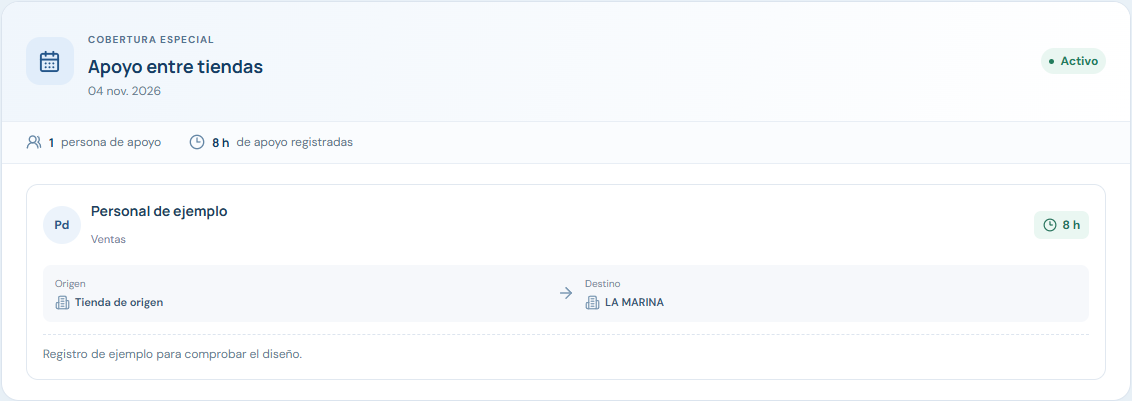 COBERTURA ESPECIAL
Apoyo entre tiendas
04 nov. 2026
Activo
1 persona de apoyo
8 h de apoyo registradas
Pd
Personal de ejemplo
Ventas
8 h
Origen
Tienda de origen
Destino
LA MARINA
Registro de ejemplo para comprobar el diseño.